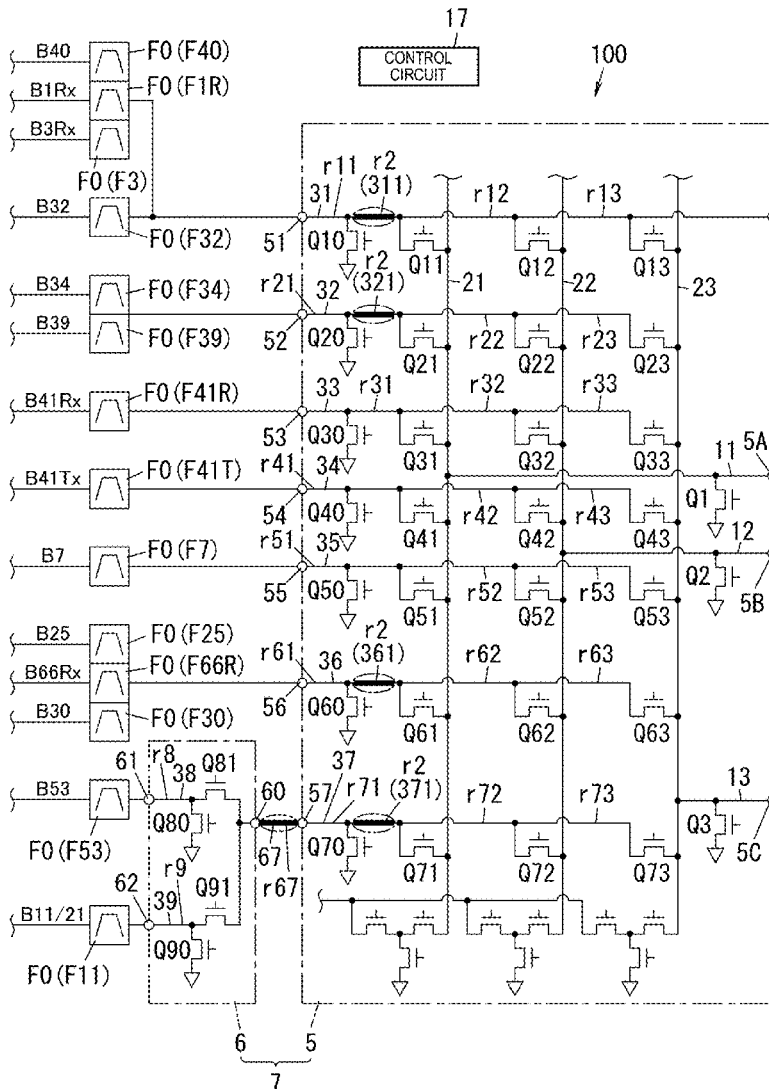 17
CONTROL
CIRCUIT
100
B40
F0(F40)
B1Rx
F0(F1R)
B3Rx
F0(F3)
B32
F0(F32)
51
31
r11
r2
(311)
r12
r13
Q10
Q11
Q12
Q13
21
22
23
B34
F0(F34)
B39
F0(F39)
r21
32
r2
(321)
52
Q20
Q21
r22
Q22
r23
Q23
B41Rx
F0(F41R)
33
r31
r32
r33
53
Q30
Q31
Q32
Q33
5A
11
Q1
B41Tx
F0(F41T)
r41
34
54
Q40
Q41
r42
Q42
r43
Q43
12
Q2
5B
B7
F0(F7)
r51
35
55
Q50
Q51
r52
Q52
r53
Q53
B25
F0(F25)
B66Rx
F0(F66R)
B30
F0(F30)
r61
36
r2
(361)
r62
r63
56
Q60
Q61
Q62
Q63
B53
F0(F53)
61
r8
38
Q81
Q80
60
57
37
r71
r2
(371)
r72
r73
13
Q3
5C
67
r67
Q70
Q71
Q72
Q73
B11/21
F0(F11)
62
r9
39
Q91
Q90
6
5
7